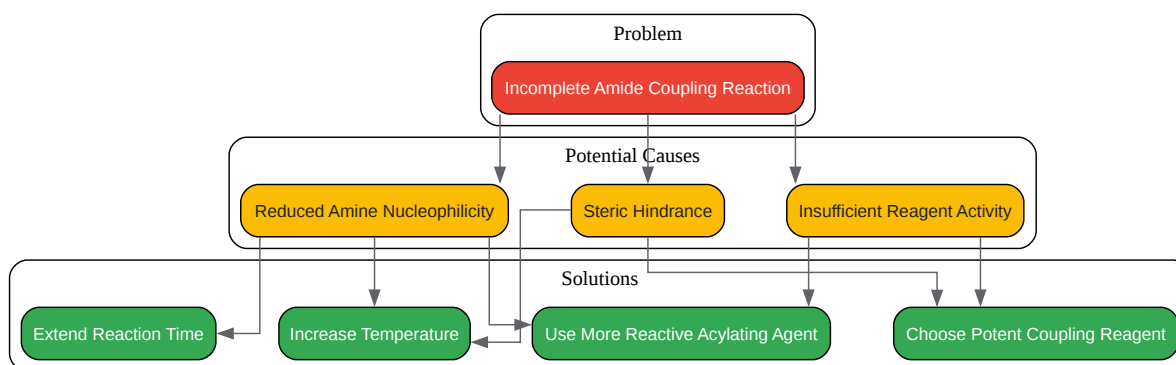 Problem
Incomplete Amide Coupling Reaction
Potential Causes
Reduced Amine Nucleophilicity
Steric Hindrance
Insufficient Reagent Activity
Solutions
Extend Reaction Time
Increase Temperature
Use More Reactive Acylating Agent
Choose Potent Coupling Reagent